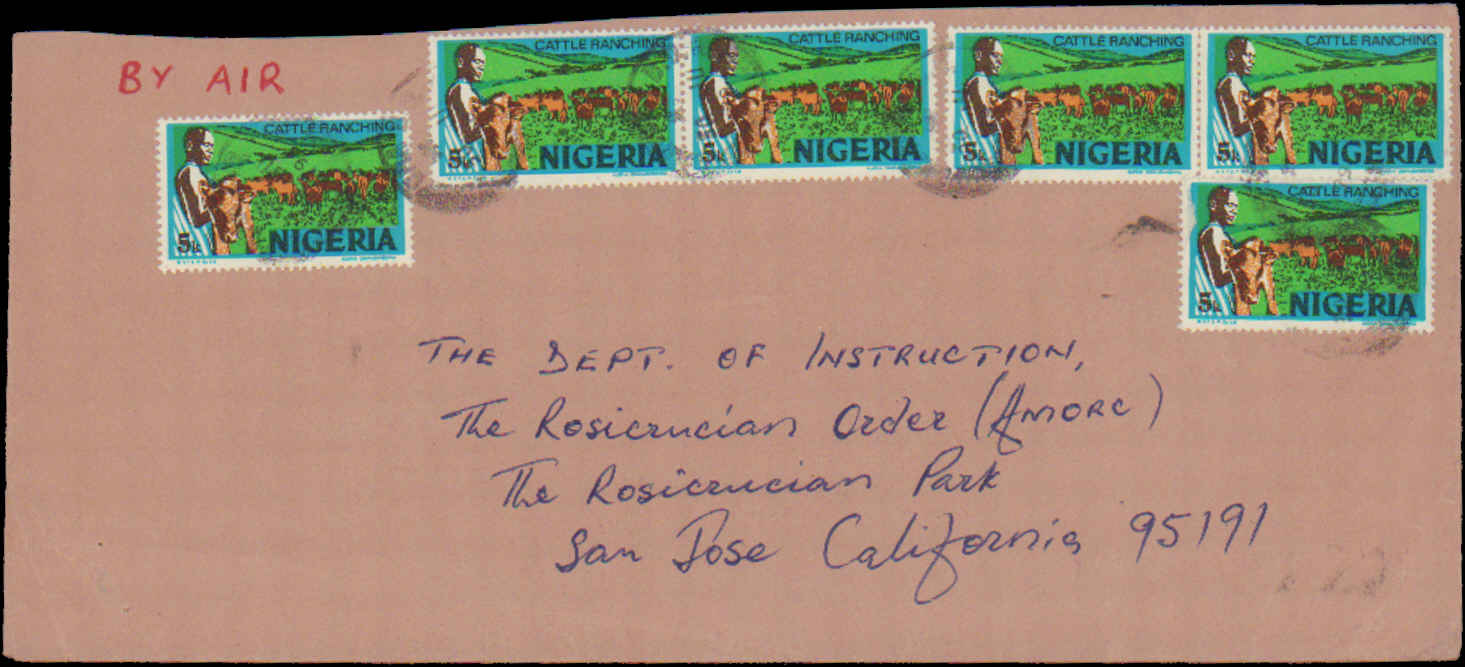 BY AIR
CATTLE RANCHING
5k NIGERIA
CATTLE RANCHING
5k NIGERIA
CATTLE RANCHING
5k NIGERIA
CATTLE RANCHING
5k NIGERIA
CATTLE RANCHING
5k NIGERIA
CATTLE RANCHING
5k NIGERIA
THE DEPT. OF INSTRUCTION,
The Rosicrucian Order (AMORC)
The Rosicrucian Park
San Jose California 95191